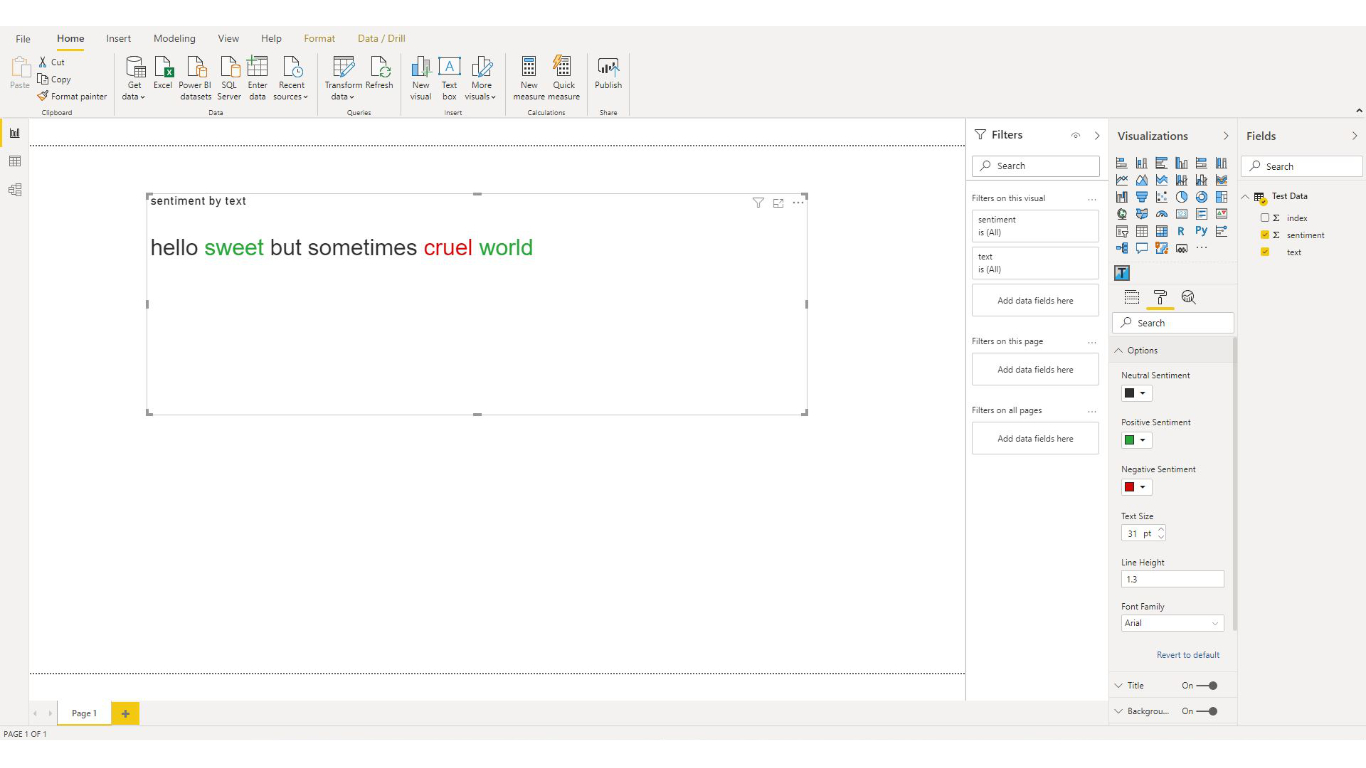 File Home Insert Modeling View Help Format Data / Drill
Paste
Cut
Copy
Format painter
Clipboard
Get data
Excel
Power BI datasets
SQL Server
Enter data
Recent sources
Data
Transform data
Refresh
Queries
New visual
Text box
More visuals
Insert
New measure
Quick measure
Calculations
Publish
Share
sentiment by text
hello sweet but sometimes cruel world
Filters
Search
Filters on this visual
sentiment
is (All)
text
is (All)
Add data fields here
Filters on this page
Add data fields here
Filters on all pages
Add data fields here
Visualizations
R Py
T
Search
Options
Neutral Sentiment
Positive Sentiment
Negative Sentiment
Text Size
31 pt
Line Height
1.3
Font Family
Arial
Revert to default
Title On
Backgrou... On
Fields
Search
Test Data
Σ index
Σ sentiment
text
Page 1
PAGE 1 OF 1